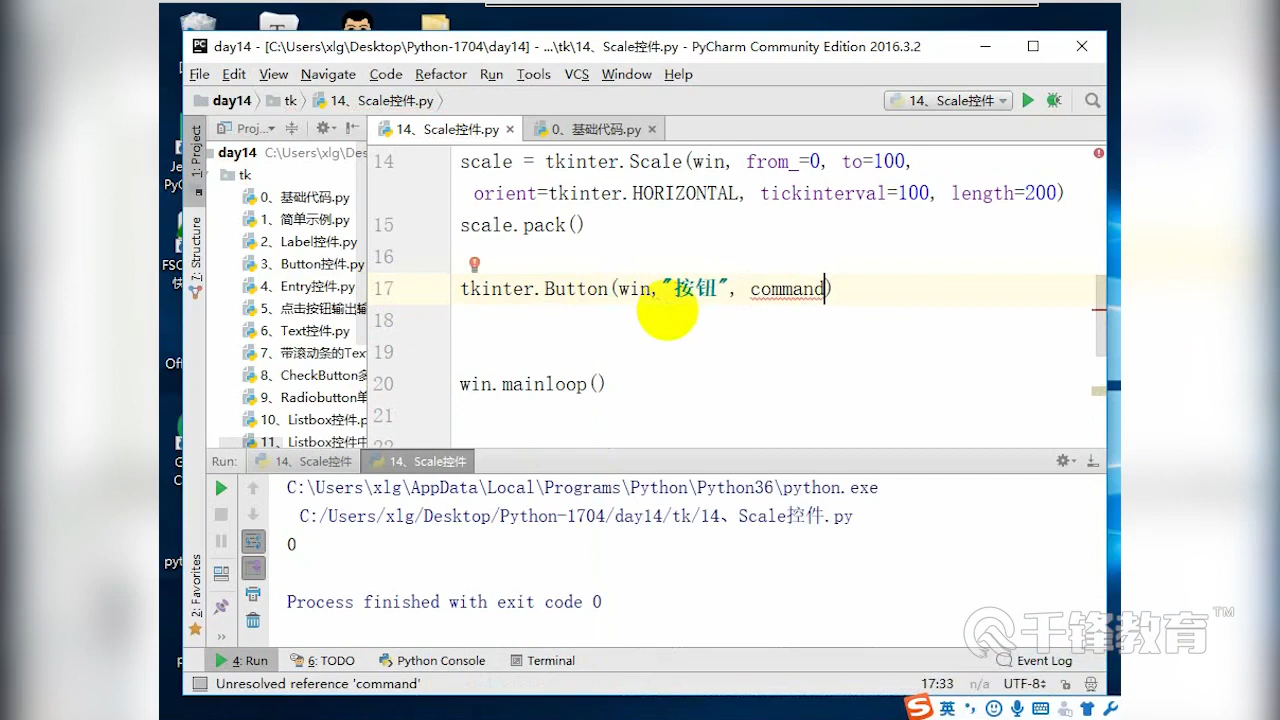 day14 - [C:\Users\xlg\Desktop\Python-1704\day14] - ...\tk\14、Scale控件.py - PyCharm Community Edition 2016.3.2
File Edit View Navigate Code Refactor Run Tools VCS Window Help
day14 tk 14、Scale控件.py 14、Scale控件
Proj... 14、Scale控件.py 0、基础代码.py
1: Project
7: Structure
2: Favorites
day14 C:\Users\xlg\Des
tk
0、基础代码.py
1、简单示例.py
2、Label控件.py
3、Button控件.py
4、Entry控件.py
5、点击按钮输出输
6、Text控件.py
7、带滚动条的Tex
8、CheckButton多
9、Radiobutton单
10、Listbox控件.p
11、Listbox控件中
14 scale = tkinter.Scale(win, from_=0, to=100,
orient=tkinter.HORIZONTAL, tickinterval=100, length=200)
15 scale.pack()
16
17 tkinter.Button(win,"按钮", command)
18
19
20 win.mainloop()
21
22
Run: 14、Scale控件 14、Scale控件
C:\Users\xlg\AppData\Local\Programs\Python\Python36\python.exe
C:/Users/xlg/Desktop/Python-1704/day14/tk/14、Scale控件.py
0
Process finished with exit code 0
千锋教育 TM
4: Run 6: TODO Python Console Terminal Event Log
Unresolved reference 'command' 17:33 n/a UTF-8
英